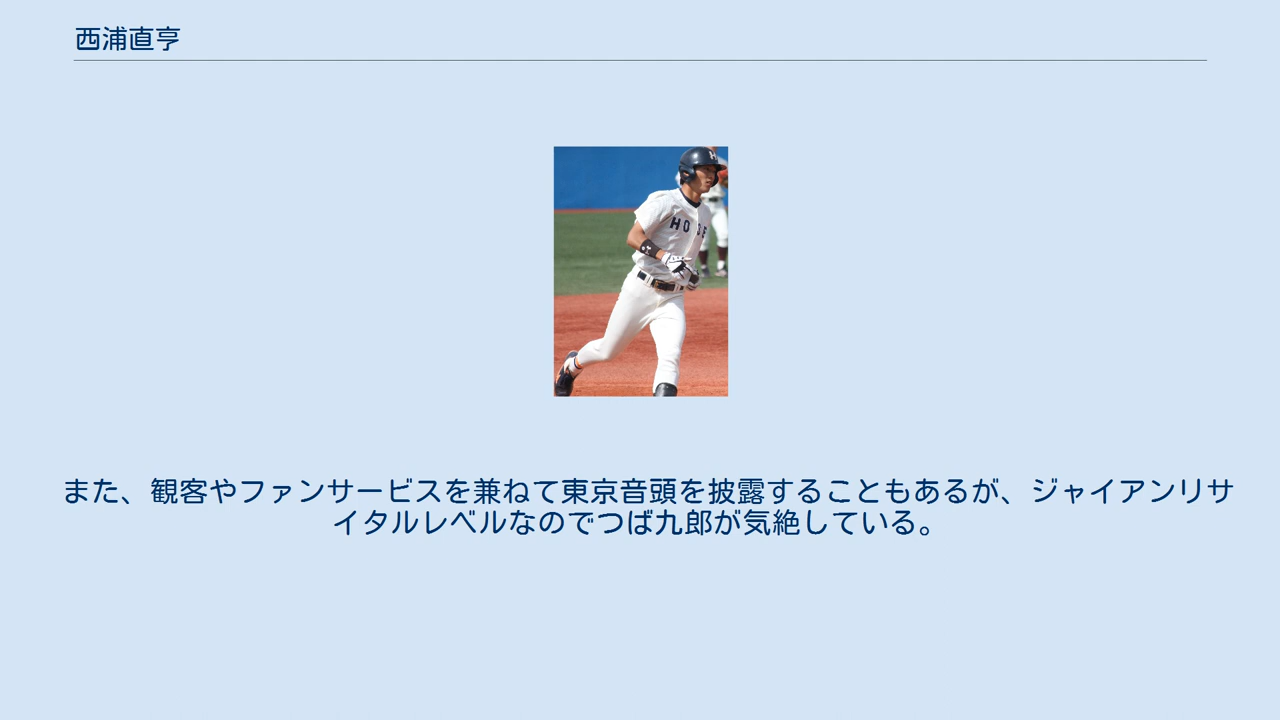 西浦直亨
また、観客やファンサービスを兼ねて東京音頭を披露することもあるが、ジャイアンリサ
イタルレベルなのでつば九郎が気絶している。